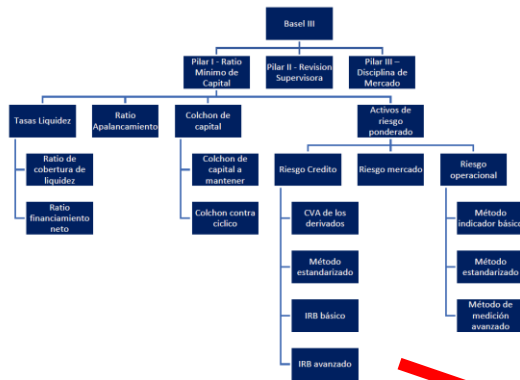 Basel III
Pilar I - Ratio
Mínimo de
Capital
Pilar II - Revision
Supervisora
Pilar III –
Disciplina de
Mercado
Tasas Liquidez
Ratio
Apalancamiento
Colchon de
capital
Activos de
riesgo
ponderado
Ratio de
cobertura de
liquidez
Ratio
financiamiento
neto
Colchon de
capital a
mantener
Colchon contra
ciclico
Riesgo Credito
Riesgo mercado
Riesgo
operacional
CVA de los
derivados
Método
estandarizado
IRB básico
IRB avanzado
Método
indicador básico
Método
estandarizado
Método de
medición
avanzado